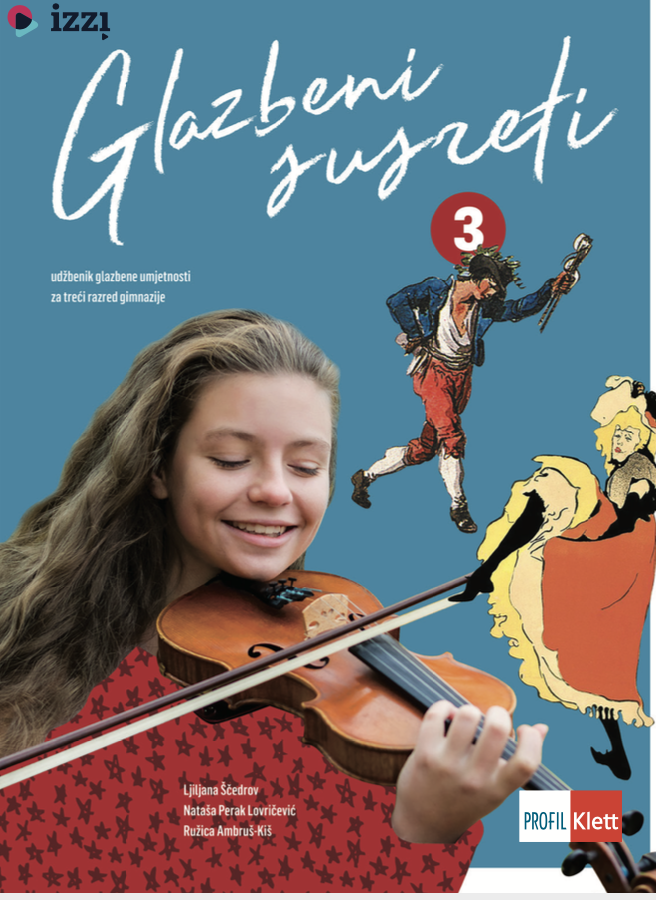 izzi
Glazbeni
susreti
3
udžbenik glazbene umjetnosti
za treći razred gimnazije
Ljiljana Ščedrov
Nataša Perak Lovričević
Ružica Ambruš-Kiš
PROFIL Klett